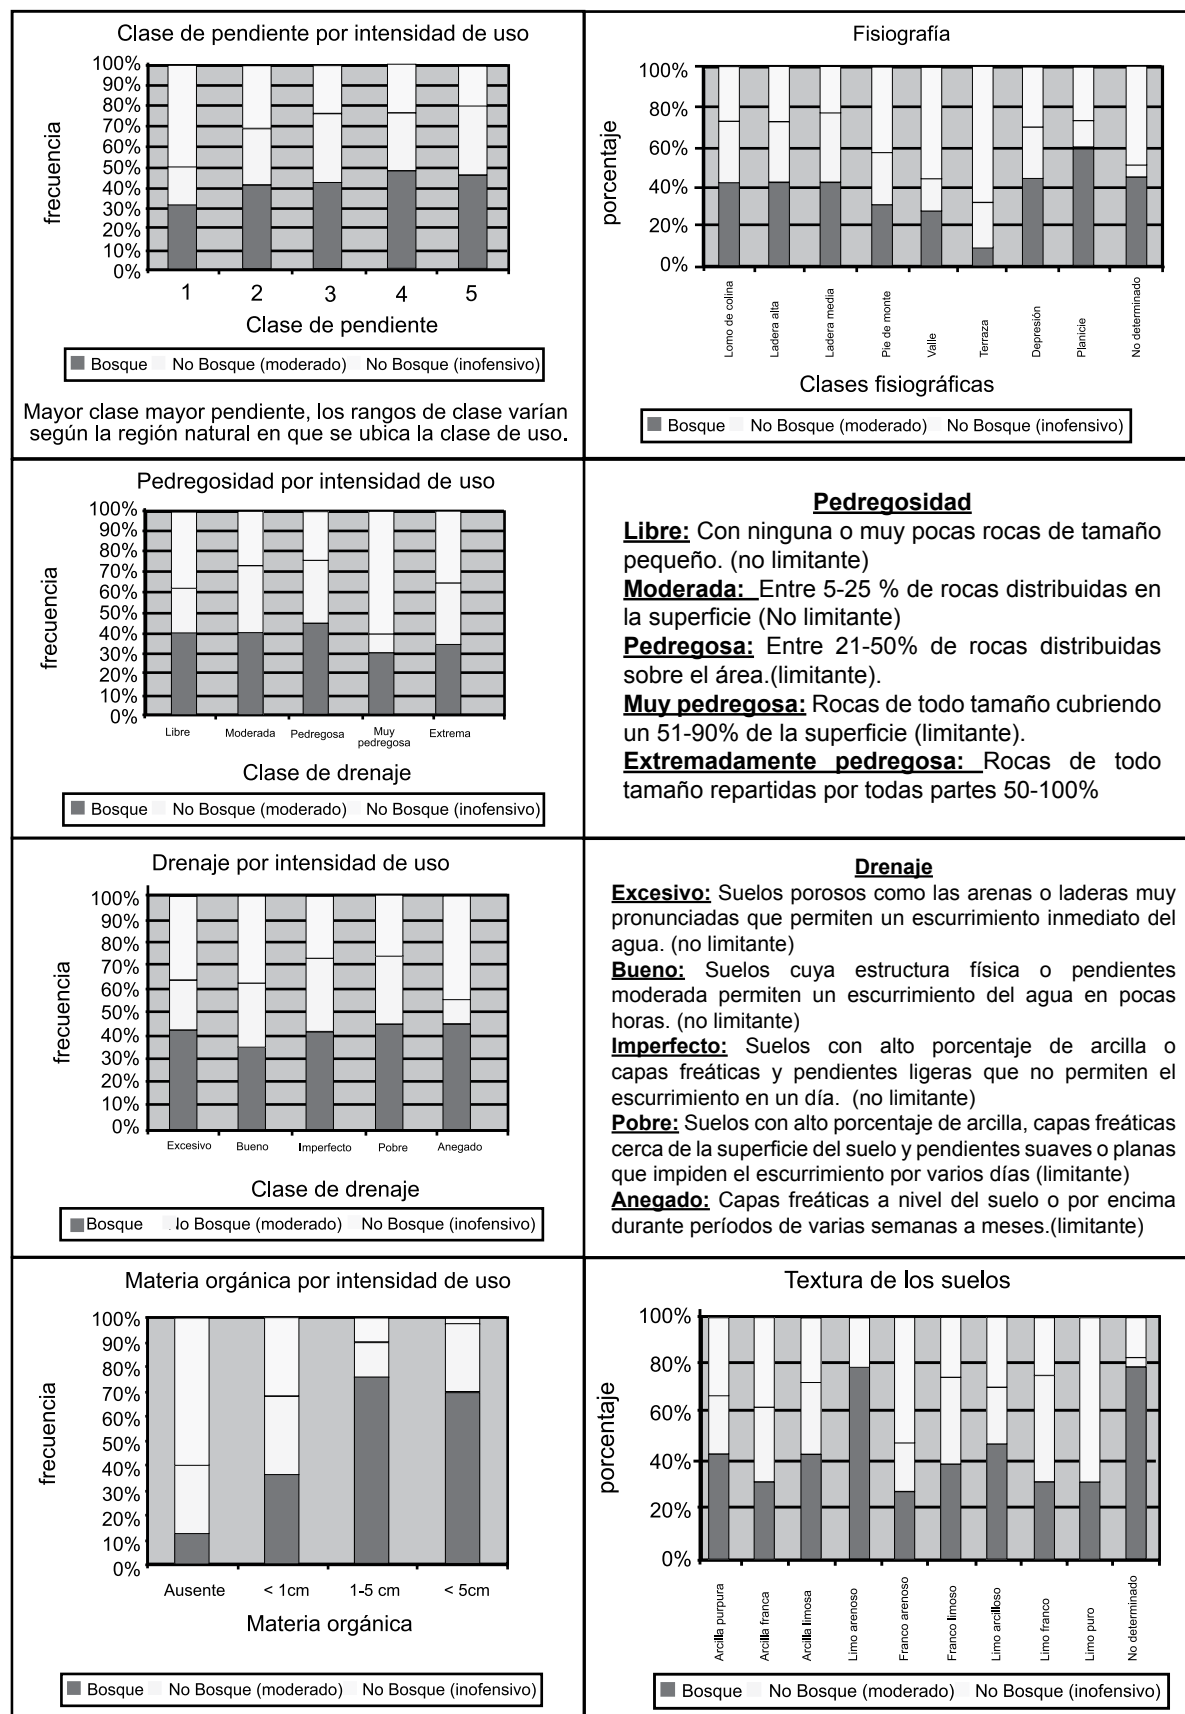 Clase de pendiente por intensidad de uso
frecuencia
100%
90%
80%
70%
60%
50%
40%
30%
20%
10%
0%
1 2 3 4 5
Clase de pendiente
Bosque No Bosque (moderado) No Bosque (inofensivo)
Mayor clase mayor pendiente, los rangos de clase varían
según la región natural en que se ubica la clase de uso.
Fisiografía
porcentaje
100%
80%
60%
40%
20%
0%
Lomo de colina
Ladera alta
Ladera media
Pie de monte
Valle
Terraza
Depresión
Planicie
No determinado
Clases fisiográficas
Bosque No Bosque (moderado) No Bosque (inofensivo)
Pedregosidad por intensidad de uso
frecuencia
100%
90%
80%
70%
60%
50%
40%
30%
20%
10%
0%
Libre Moderada Pedregosa Muy pedregosa Extrema
Clase de drenaje
Bosque No Bosque (moderado) No Bosque (inofensivo)
Pedregosidad
Libre: Con ninguna o muy pocas rocas de tamaño
pequeño. (no limitante)
Moderada: Entre 5-25 % de rocas distribuidas en
la superficie (No limitante)
Pedregosa: Entre 21-50% de rocas distribuidas
sobre el área.(limitante).
Muy pedregosa: Rocas de todo tamaño cubriendo
un 51-90% de la superficie (limitante).
Extremadamente pedregosa: Rocas de todo
tamaño repartidas por todas partes 50-100%
Drenaje por intensidad de uso
frecuencia
100%
90%
80%
70%
60%
50%
40%
30%
20%
10%
0%
Excesivo Bueno Imperfecto Pobre Anegado
Clase de drenaje
Bosque No Bosque (moderado) No Bosque (inofensivo)
Drenaje
Excesivo: Suelos porosos como las arenas o laderas muy
pronunciadas que permiten un escurrimiento inmediato del
agua. (no limitante)
Bueno: Suelos cuya estructura física o pendientes
moderada permiten un escurrimiento del agua en pocas
horas. (no limitante)
Imperfecto: Suelos con alto porcentaje de arcilla o
capas freáticas y pendientes ligeras que no permiten el
escurrimiento en un día. (no limitante)
Pobre: Suelos con alto porcentaje de arcilla, capas freáticas
cerca de la superficie del suelo y pendientes suaves o planas
que impiden el escurrimiento por varios días (limitante)
Anegado: Capas freáticas a nivel del suelo o por encima
durante períodos de varias semanas a meses.(limitante)
Materia orgánica por intensidad de uso
frecuencia
100%
90%
80%
70%
60%
50%
40%
30%
20%
10%
0%
Ausente < 1cm 1-5 cm < 5cm
Materia orgánica
Bosque No Bosque (moderado) No Bosque (inofensivo)
Textura de los suelos
porcentaje
100%
80%
60%
40%
20%
0%
Arcilla purpura
Arcilla franca
Arcilla limosa
Limo arenoso
Franco arenoso
Franco limoso
Limo arcilloso
Limo franco
Limo puro
No determinado
Bosque No Bosque (moderado) No Bosque (inofensivo)